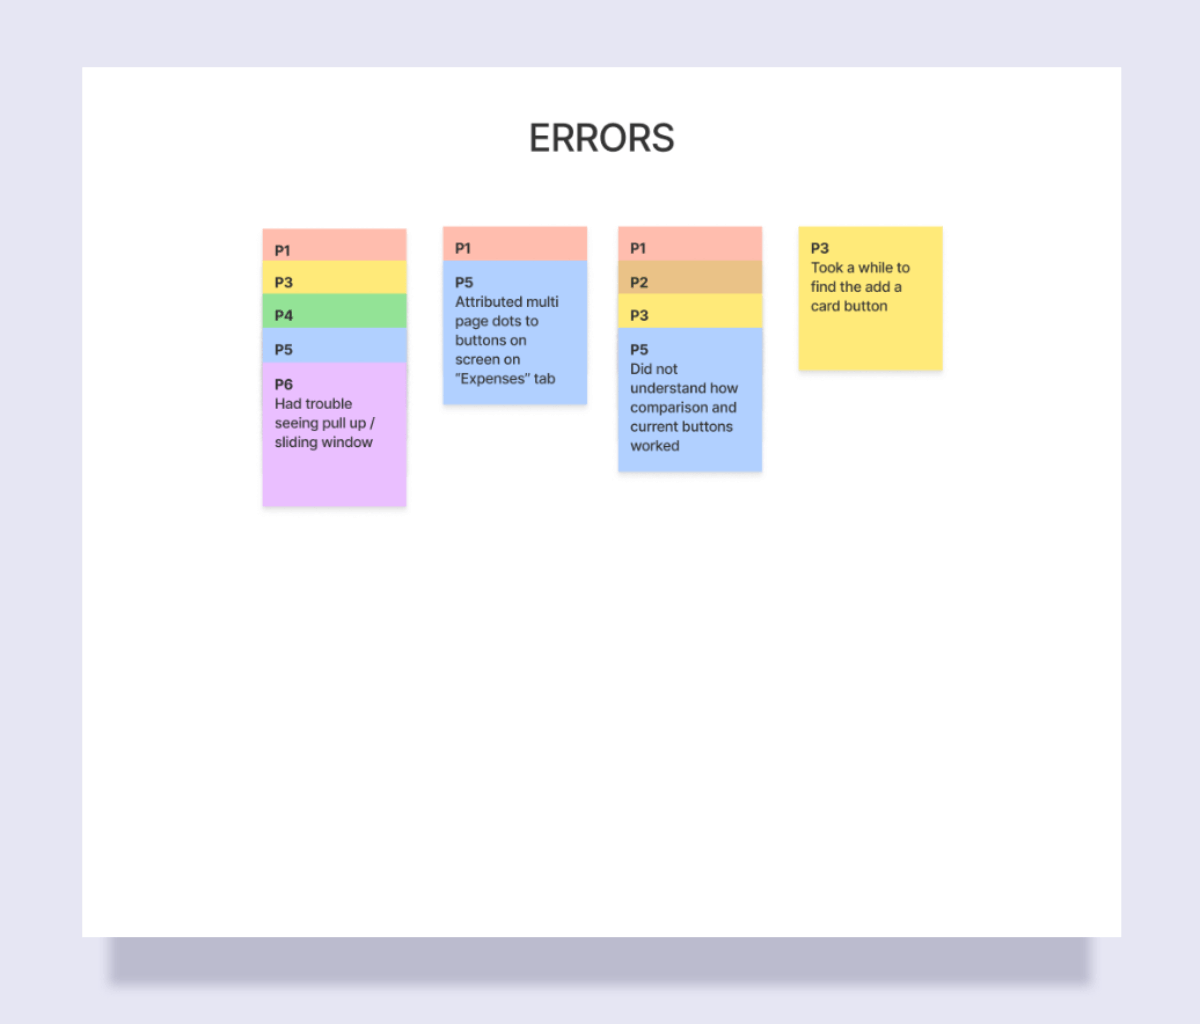 ERRORS
P1
P3
P4
P5
P6
Had trouble
seeing pull up /
sliding window
P1
P5
Attributed multi
page dots to
buttons on
screen on
"Expenses" tab
P1
P2
P3
P5
Did not
understand how
comparison and
current buttons
worked
P3
Took a while to
find the add a
card button